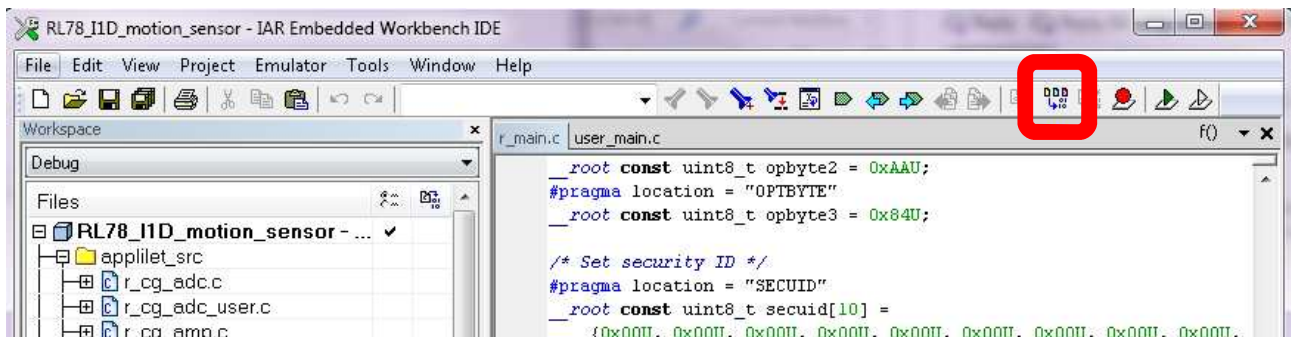 RL78_I1D_motion_sensor - IAR Embedded Workbench IDE
File Edit View Project Emulator Tools Window Help
Workspace
r_main.c user_main.c
f()
Debug
Files
RL78_I1D_motion_sensor - ...
applilet_src
r_cg_adc.c
r_cg_adc_user.c
r_cg_amp.c
__root const uint8_t opbyte2 = 0xAAU;
#pragma location = "OPTBYTE"
__root const uint8_t opbyte3 = 0x84U;
/* Set security ID */
#pragma location = "SECUID"
__root const uint8_t secuid[10] =
{0x00U, 0x00U, 0x00U, 0x00U, 0x00U, 0x00U, 0x00U, 0x00U, 0x00U,